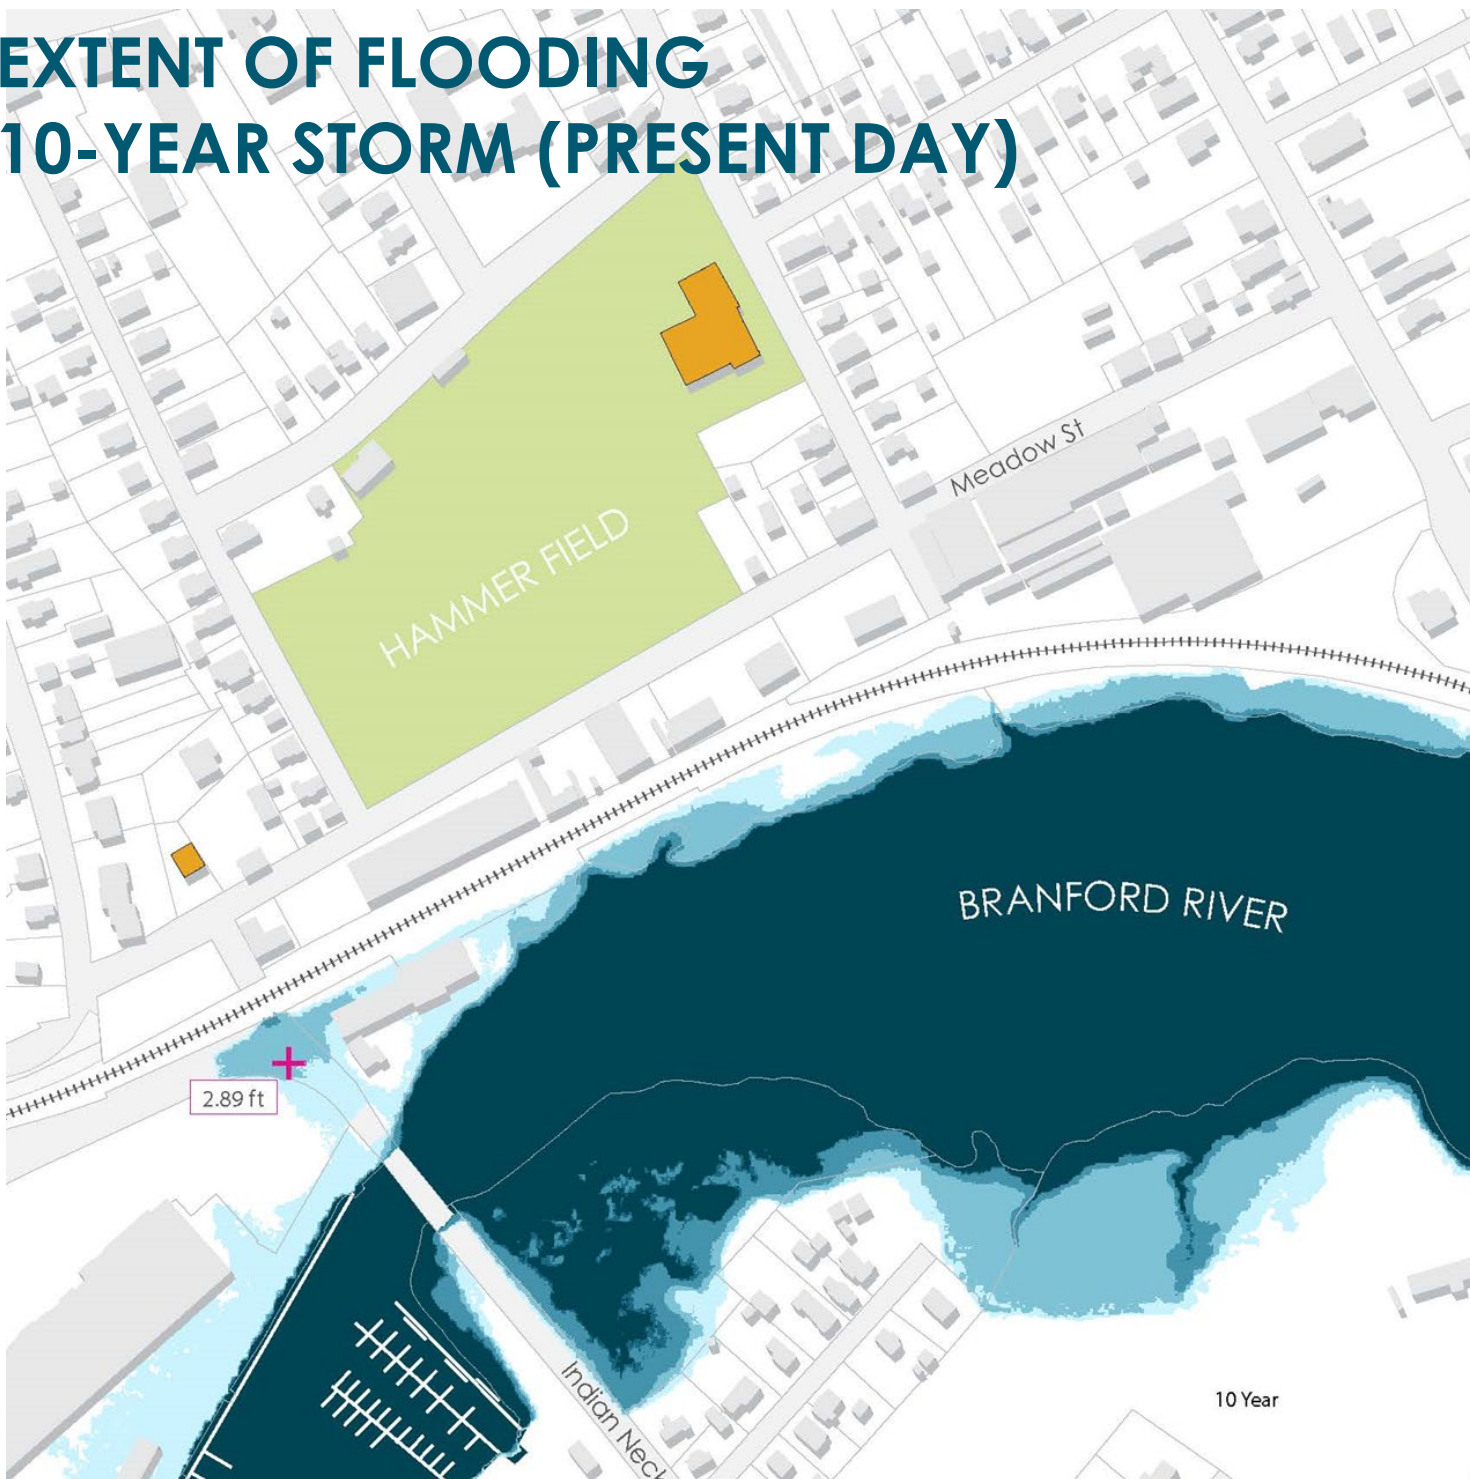 EXTENT OF FLOODING
10-YEAR STORM (PRESENT DAY)
Meadow St
HAMMER FIELD
BRANFORD RIVER
2.89 ft
Indian Neck
10 Year